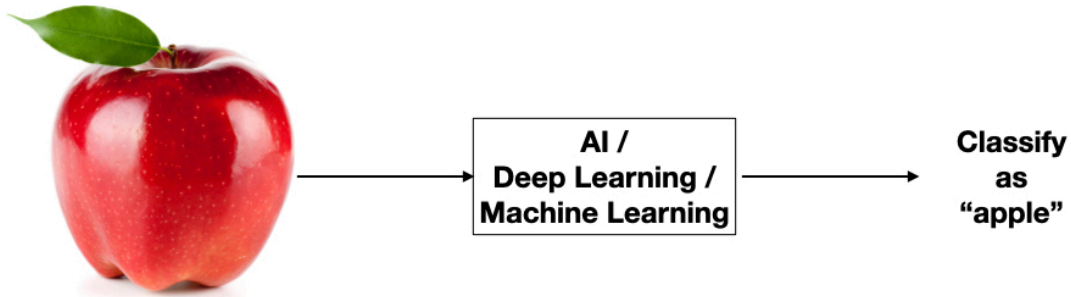 AI /
Deep Learning /
Machine Learning
Classify
as
“apple”